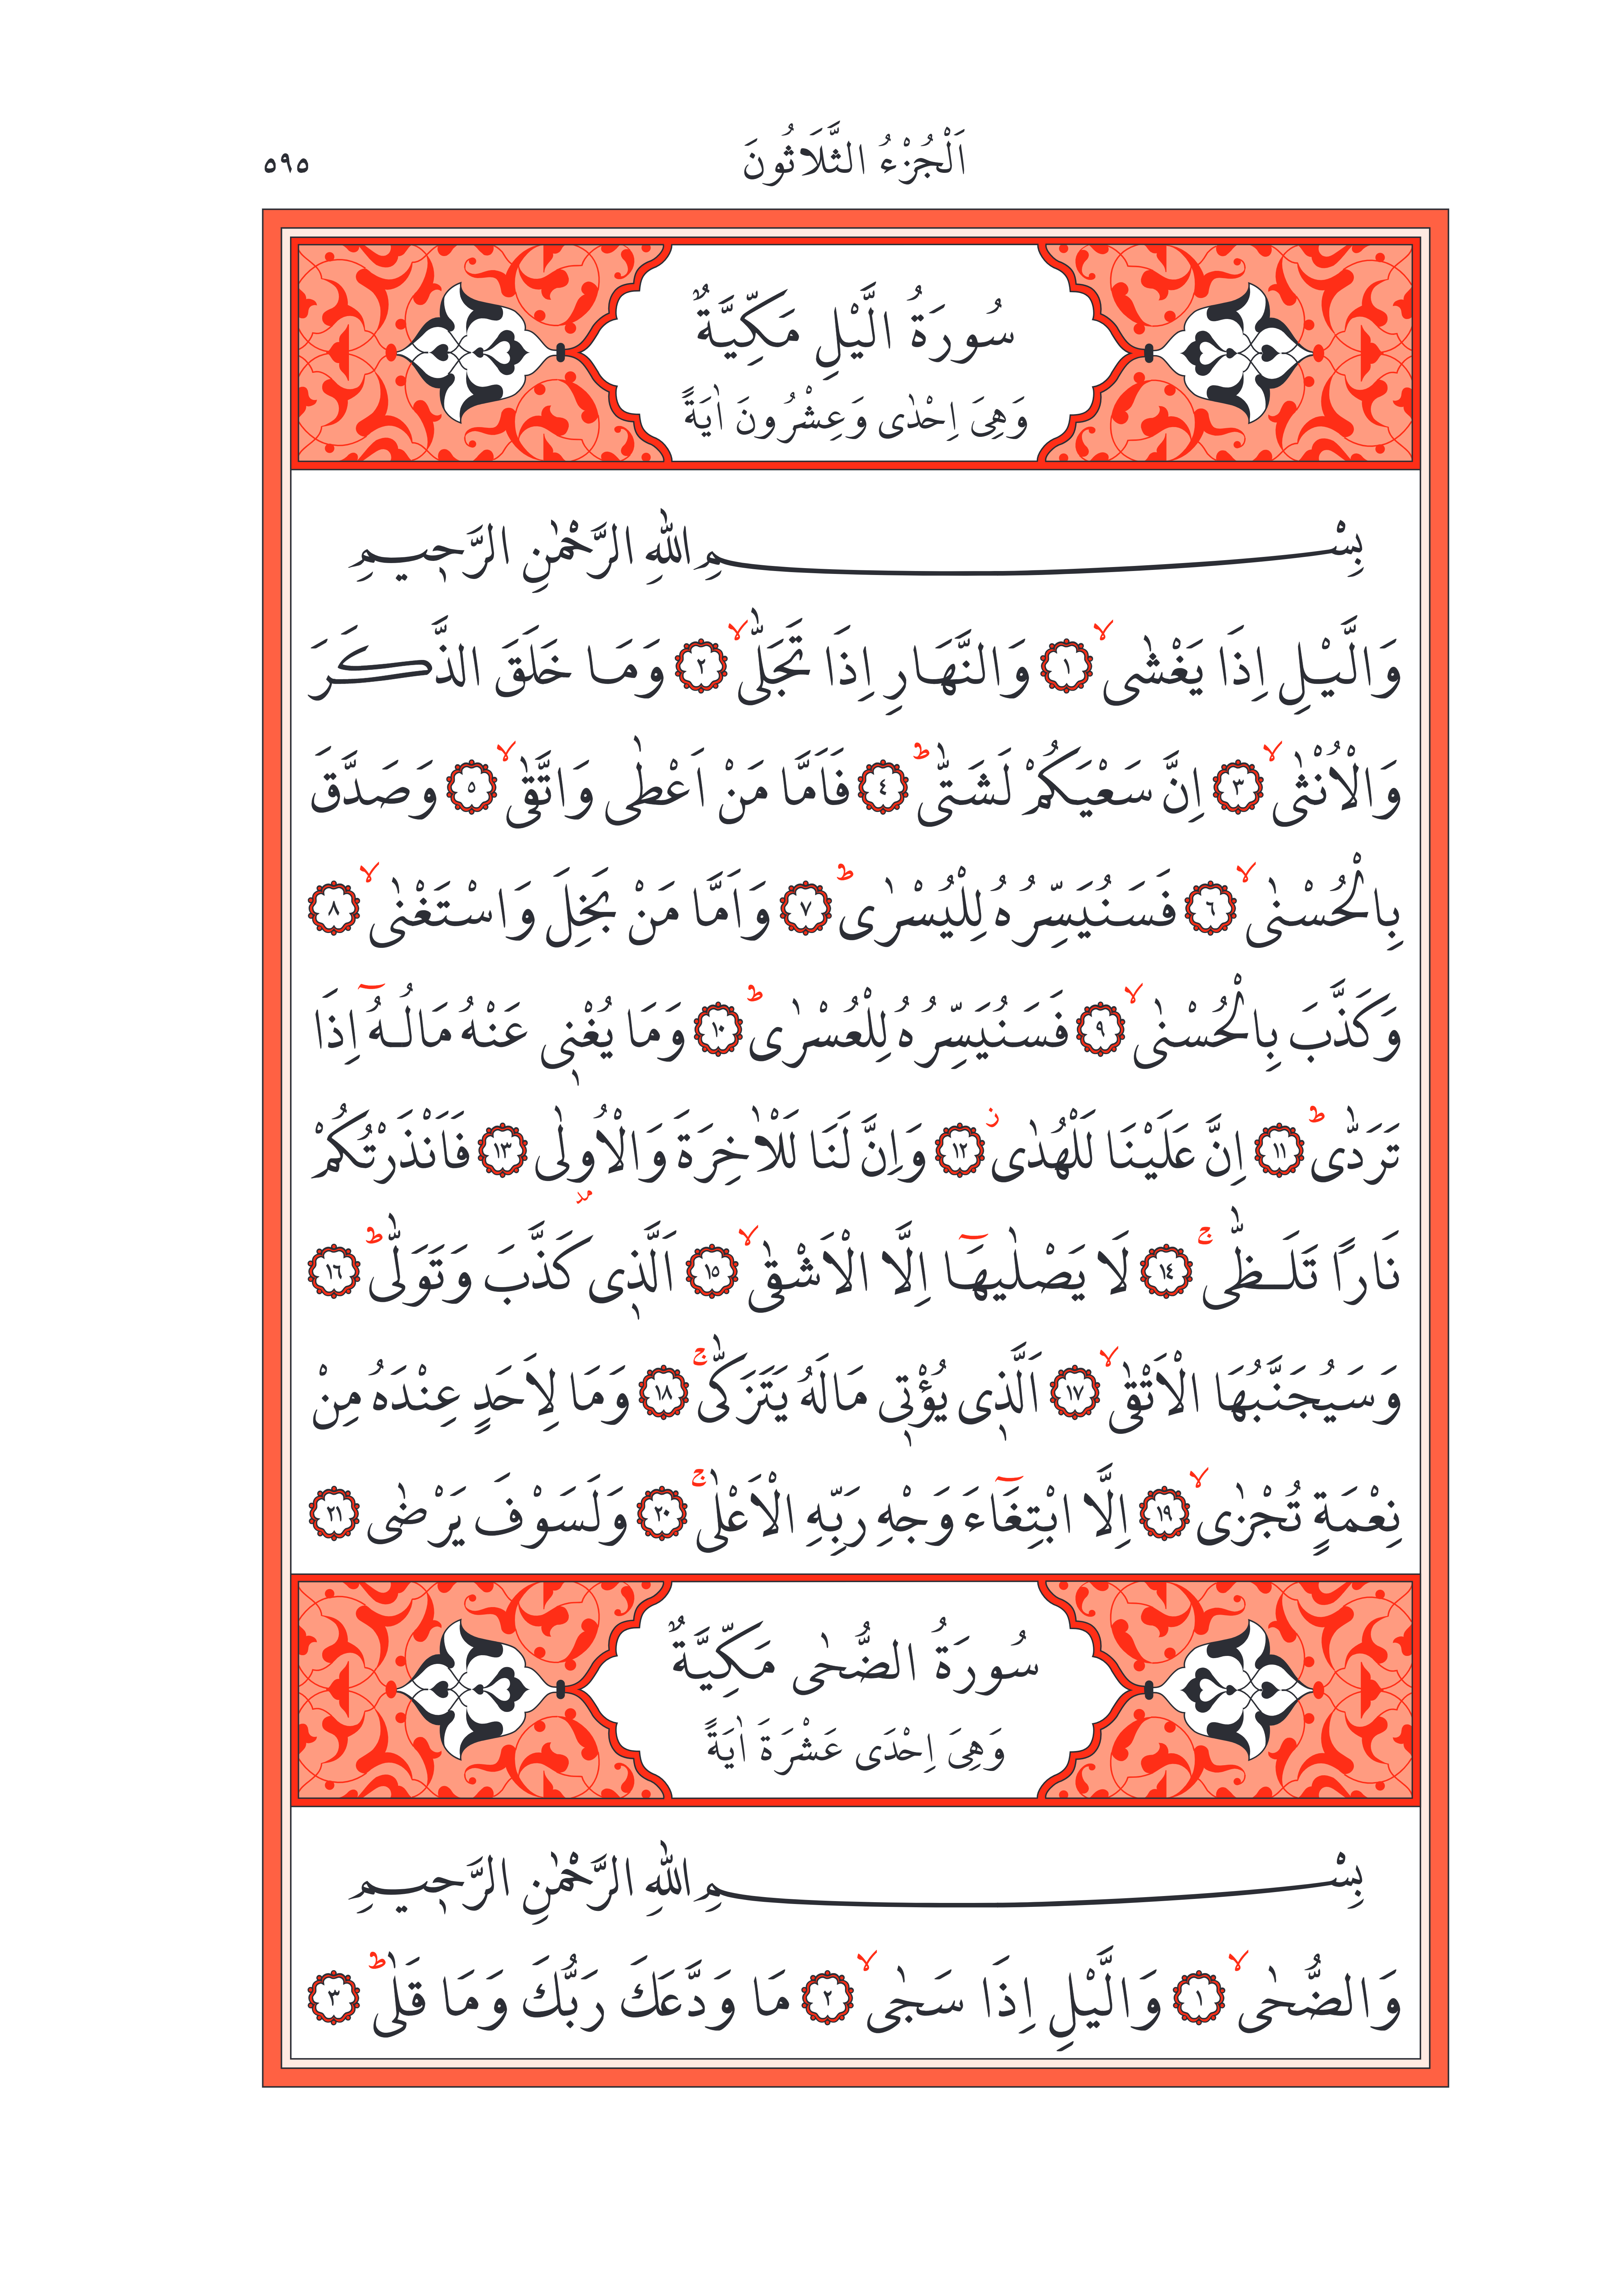 اَلْجُزْءُ الثَّلَاثُونَ ٥٩٥
سُورَةُ الَّيْلِ مَكِّيَّةٌ
وَهِىَ اِحْدٰى وَعِشْرُونَ اٰيَةً
بِسْمِ اللّٰهِ الرَّحْمٰنِ الرَّح۪يمِ
وَالَّيْلِ اِذَا يَغْشٰىۙ ﴿١﴾ وَالنَّهَارِ اِذَا تَجَلّٰىۙ ﴿٢﴾ وَمَا خَلَقَ الذَّكَرَ
وَالْاُنْثٰىۙ ﴿٣﴾ اِنَّ سَعْيَكُمْ لَشَتّٰىۜ ﴿٤﴾ فَاَمَّا مَنْ اَعْطٰى وَاتَّقٰىۙ ﴿٥﴾ وَصَدَّقَ
بِالْحُسْنٰىۙ ﴿٦﴾ فَسَنُيَسِّرُهُ لِلْيُسْرٰىۜ ﴿٧﴾ وَاَمَّا مَنْ بَخِلَ وَاسْتَغْنٰىۙ ﴿٨﴾
وَكَذَّبَ بِالْحُسْنٰىۙ ﴿٩﴾ فَسَنُيَسِّرُهُ لِلْعُسْرٰىۜ ﴿١٠﴾ وَمَا يُغْن۪ى عَنْهُ مَالُهُٓ اِذَا
تَرَدّٰىۜ ﴿١١﴾ اِنَّ عَلَيْنَا لَلْهُدٰىۘ ﴿١٢﴾ وَاِنَّ لَنَا لَلْاٰخِرَةَ وَالْاُو۫لٰى ﴿١٣﴾ فَاَنْذَرْتُكُمْ
نَاراً تَلَظّٰىۚ ﴿١٤﴾ لَا يَصْلٰيهَٓا اِلَّا الْاَشْقٰىۙ ﴿١٥﴾ اَلَّذ۪ى كَذَّبَ وَتَوَلّٰىۜ ﴿١٦﴾
وَسَيُجَنَّبُهَا الْاَتْقٰىۙ ﴿١٧﴾ اَلَّذ۪ى يُؤْت۪ى مَالَهُ يَتَزَكّٰىۚ ﴿١٨﴾ وَمَا لِاَحَدٍ عِنْدَهُ مِنْ
نِعْمَةٍ تُجْزٰىۙ ﴿١٩﴾ اِلَّا ابْتِغَٓاءَ وَجْهِ رَبِّهِ الْاَعْلٰىۚ ﴿٢٠﴾ وَلَسَوْفَ يَرْضٰى ﴿٢١﴾
سُورَةُ الضُّحٰى مَكِّيَّةٌ
وَهِىَ اِحْدَى عَشْرَةَ اٰيَةً
بِسْمِ اللّٰهِ الرَّحْمٰنِ الرَّح۪يمِ
وَالضُّحٰىۙ ﴿١﴾ وَالَّيْلِ اِذَا سَجٰىۙ ﴿٢﴾ مَا وَدَّعَكَ رَبُّكَ وَمَا قَلٰىۜ ﴿٣﴾